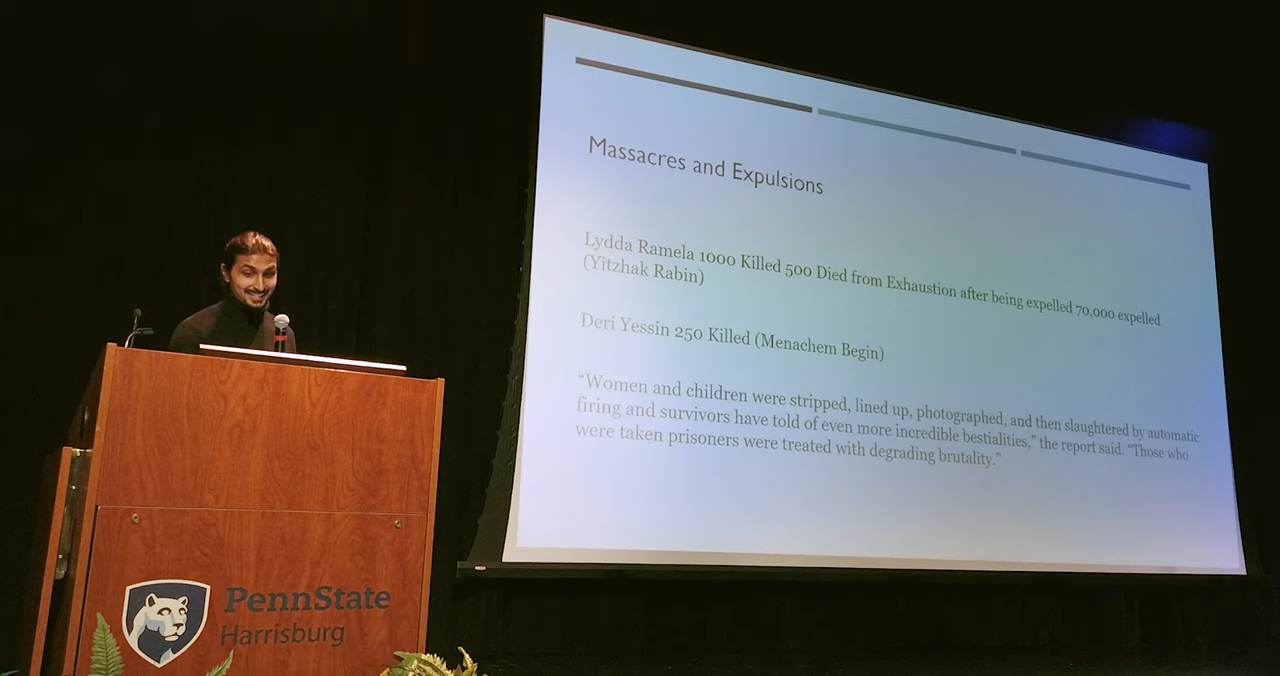 Massacres and Expulsions
Lydda Ramela 1000 Killed 500 Died from Exhaustion after being expelled 70,000 expelled
(Yitzhak Rabin)
Deri Yessin 250 Killed (Menachem Begin)
“Women and children were stripped, lined up, photographed, and then slaughtered by automatic
firing and survivors have told of even more incredible bestialities,” the report said. “Those who
were taken prisoners were treated with degrading brutality.”
PennState
Harrisburg